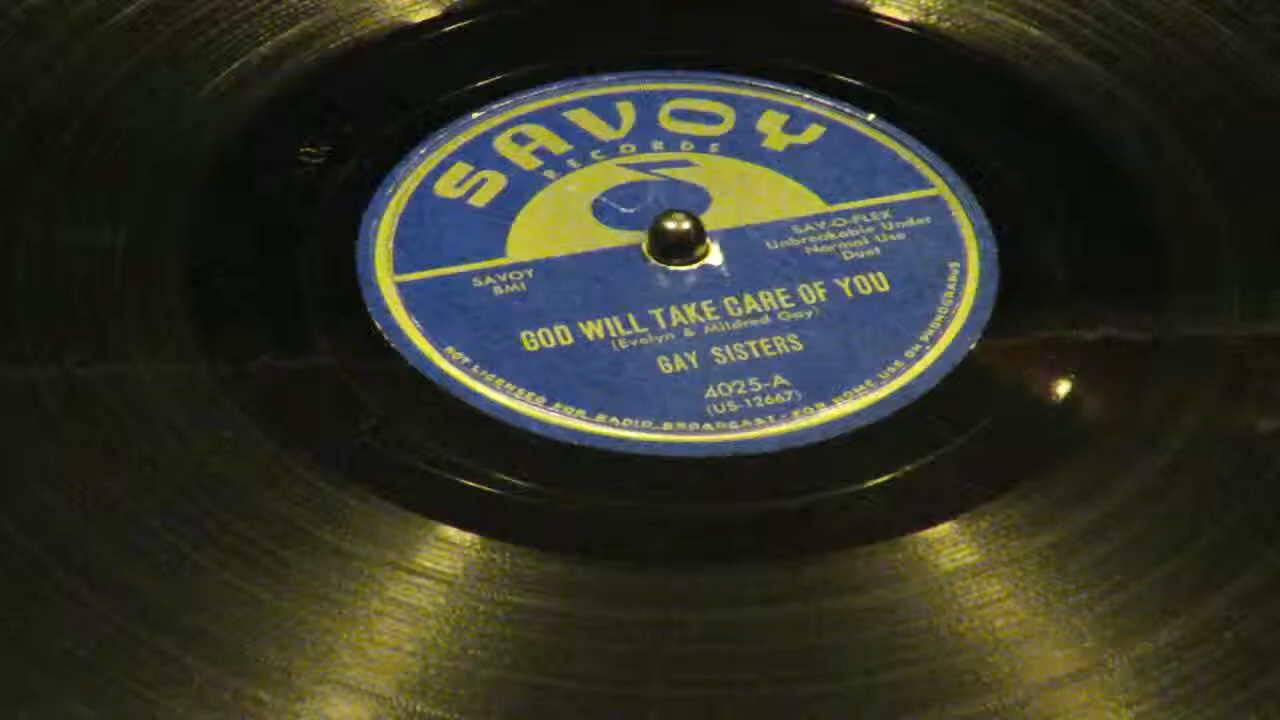 SAVOY
RECORDS
SAV-O-FLEX
Unbreakable Under
Normal Use
Duet
SAVOY
BMI
GOD WILL TAKE CARE OF YOU
(Evelyn & Mildred Gay)
GAY SISTERS
4025-A
(US-12667)
NOT LICENSED FOR RADIO BROADCAST - FOR HOME USE ON PHONOGRAPHS